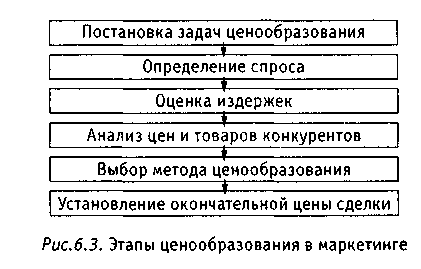 Постановка задач ценообразования
Определение спроса
Оценка издержек
Анализ цен и товаров конкурентов
Выбор метода ценообразования
Установление окончательной цены сделки
Рис.6.3. Этапы ценообразования в маркетинге